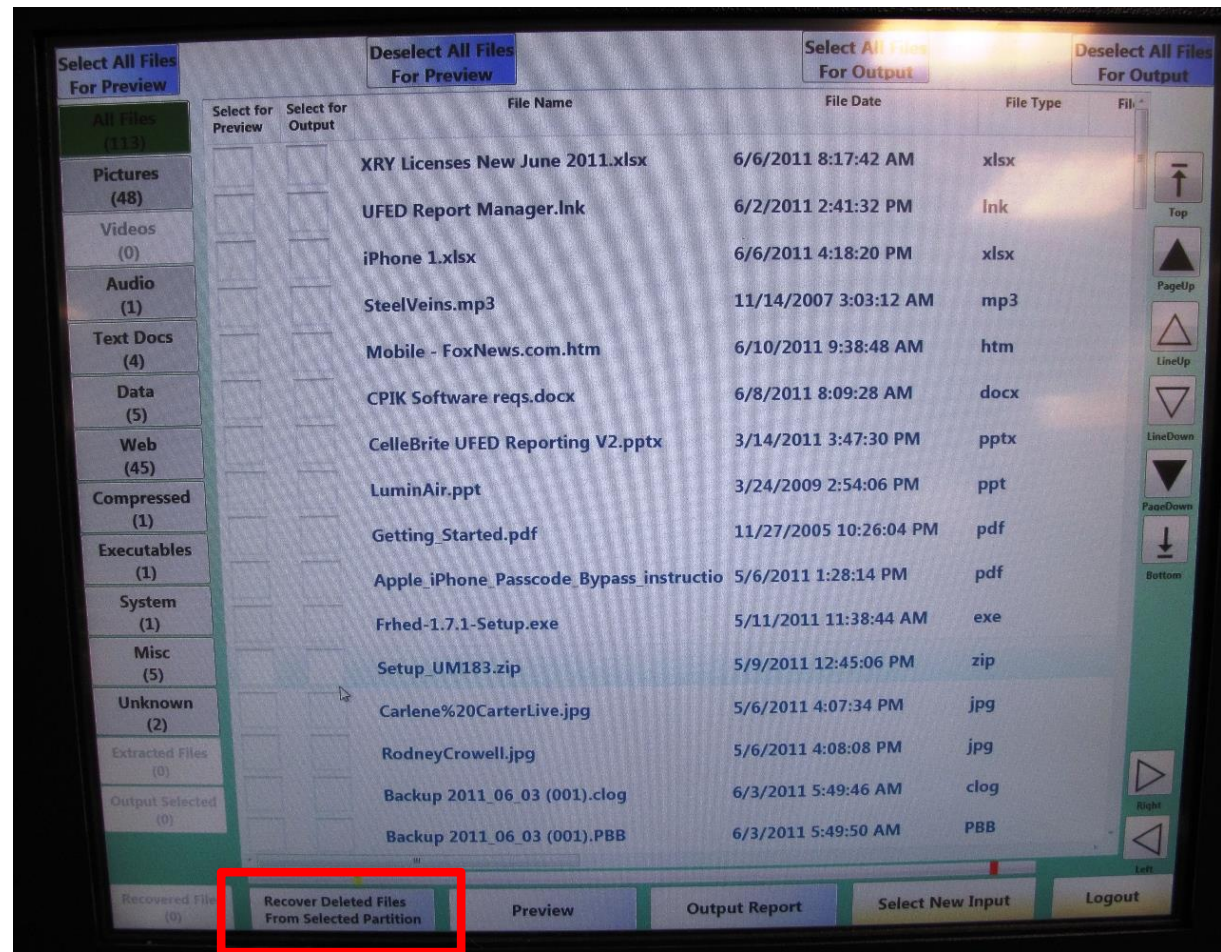 Select All Files
For Preview
Deselect All Files
For Preview
Select All Files
For Output
Deselect All Files
For Output
All Files
(113)
Pictures
(48)
Videos
(0)
Audio
(1)
Text Docs
(4)
Data
(5)
Web
(45)
Compressed
(1)
Executables
(1)
System
(1)
Misc
(5)
Unknown
(2)
Extracted Files
(0)
Output Selected
(0)
Recovered Files
(0)
Select for Preview
Select for Output
File Name
File Date
File Type
XRY Licenses New June 2011.xlsx 6/6/2011 8:17:42 AM xlsx
UFED Report Manager.lnk 6/2/2011 2:41:32 PM lnk
iPhone 1.xlsx 6/6/2011 4:18:20 PM xlsx
SteelVeins.mp3 11/14/2007 3:03:12 AM mp3
Mobile - FoxNews.com.htm 6/10/2011 9:38:48 AM htm
CPIK Software reqs.docx 6/8/2011 8:09:28 AM docx
CelleBrite UFED Reporting V2.pptx 3/14/2011 3:47:30 PM pptx
LuminAir.ppt 3/24/2009 2:54:06 PM ppt
Getting_Started.pdf 11/27/2005 10:26:04 PM pdf
Apple_iPhone_Passcode_Bypass_instructio 5/6/2011 1:28:14 PM pdf
Frhed-1.7.1-Setup.exe 5/11/2011 11:38:44 AM exe
Setup_UM183.zip 5/9/2011 12:45:06 PM zip
Carlene%20CarterLive.jpg 5/6/2011 4:07:34 PM jpg
RodneyCrowell.jpg 5/6/2011 4:08:08 PM jpg
Backup 2011_06_03 (001).clog 6/3/2011 5:49:46 AM clog
Backup 2011_06_03 (001).PBB 6/3/2011 5:49:50 AM PBB
Top
PageUp
LineUp
LineDown
PageDown
Bottom
Right
Left
Recover Deleted Files
From Selected Partition
Preview
Output Report
Select New Input
Logout